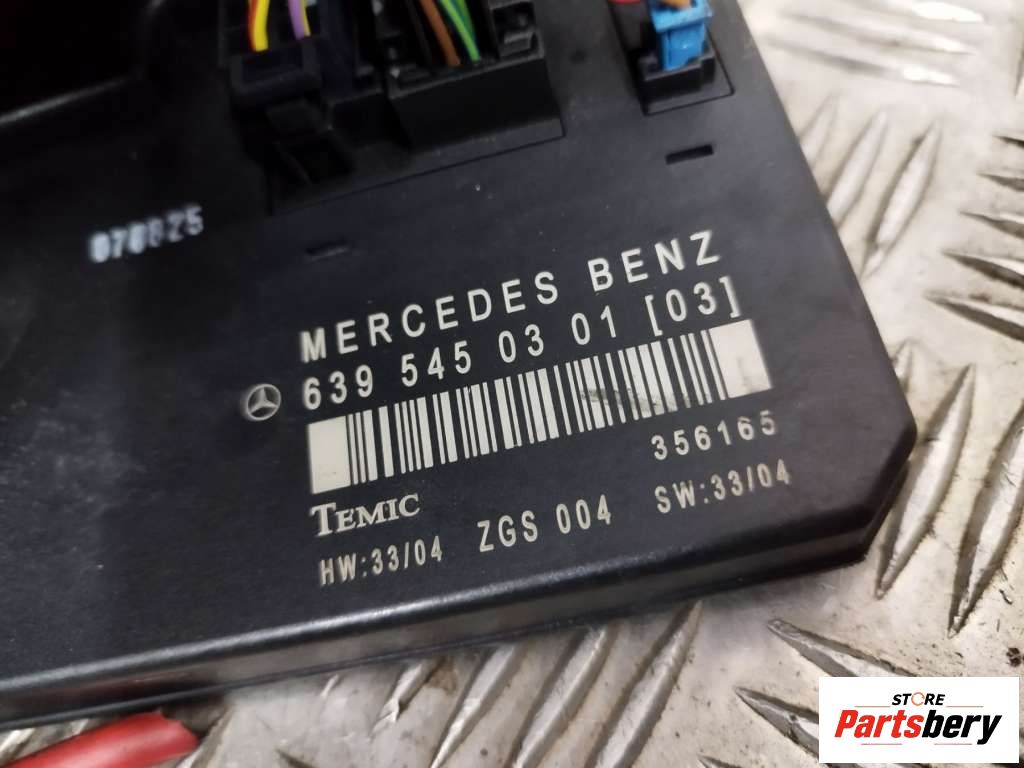 MERCEDES BENZ
639 545 03 01 [03]
356165
TEMIC
HW:33/04 ZGS 004 SW:33/04
STORE
Partsbery